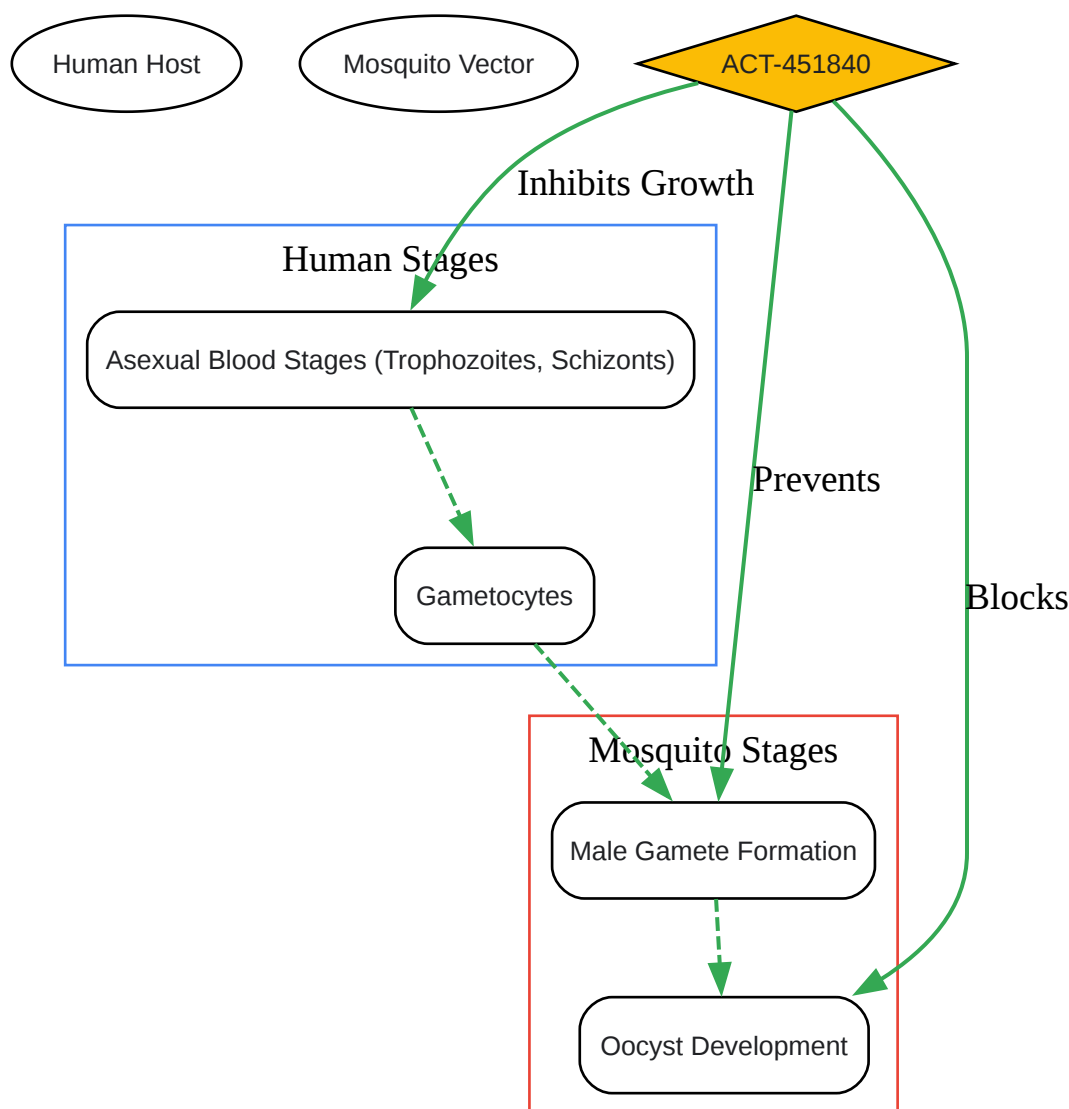 Human Host
Mosquito Vector
ACT-451840
Inhibits Growth
Human Stages
Asexual Blood Stages (Trophozoites, Schizonts)
Prevents
Gametocytes
Blocks
Mosquito Stages
Male Gamete Formation
Oocyst Development